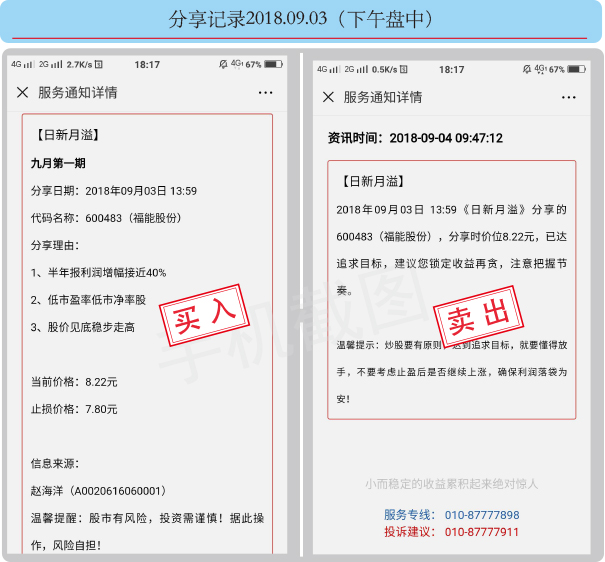 分享记录2018.09.03（下午盘中）
4G 2G 2.7K/s 18:17 4G 67%
服务通知详情
【日新月溢】
九月第一期
分享日期：2018年09月03日 13:59
代码名称：600483（福能股份）
分享理由：
1、半年报利润增幅接近40%
2、低市盈率低市净率股
3、股价见底稳步走高
买入
当前价格：8.22元
止损价格：7.80元
信息来源：
赵海洋（A0020616060001）
温馨提醒：股市有风险，投资需谨慎！据此操
作，风险自担！
4G 2G 0.5K/s 18:17 4G 67%
服务通知详情
资讯时间：2018-09-04 09:47:12
【日新月溢】
2018年09月03日 13:59《日新月溢》分享的
600483（福能股份），分享时价位8.22元，已达
追求目标，建议您锁定收益再贪，注意把握节
奏。
卖出
温馨提示：炒股要有原则，达到追求目标，就要懂得放
手，不要考虑止盈后是否继续上涨，确保利润落袋为
安！
小而稳定的收益累积起来绝对惊人
服务专线： 010-87777898
投诉建议： 010-87777911
手机截图